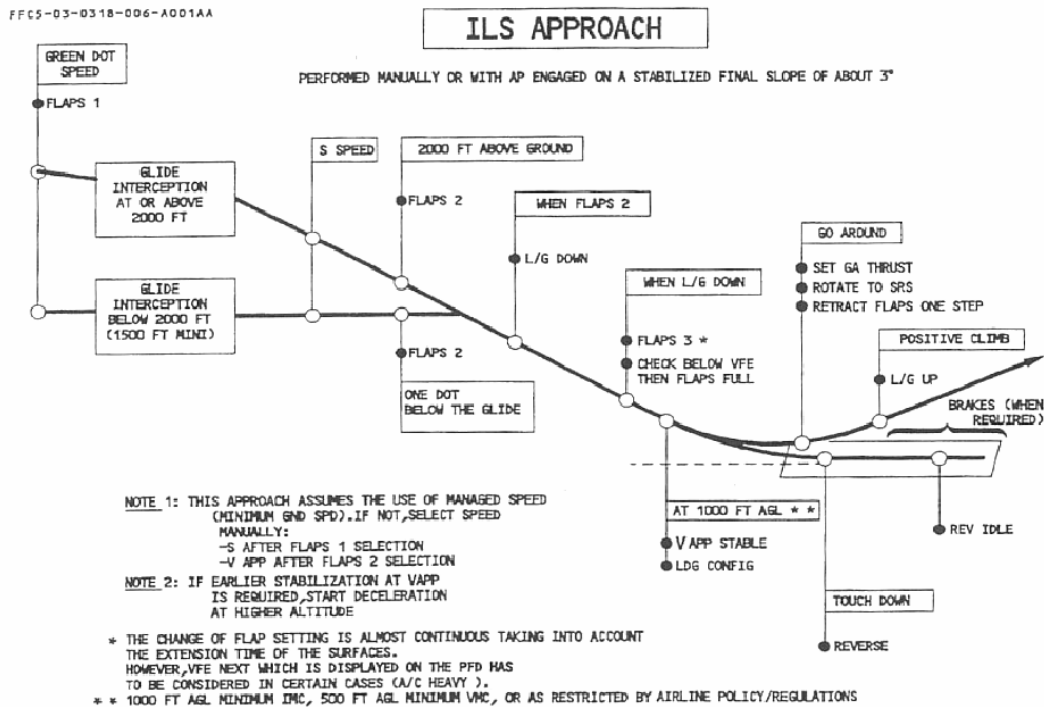 FFC5-03-0318-006-A001AA
ILS APPROACH
PERFORMED MANUALLY OR WITH AP ENGAGED ON A STABILIZED FINAL SLOPE OF ABOUT 3°
GREEN DOT
SPEED
FLAPS 1
GLIDE
INTERCEPTION
AT OR ABOVE
2000 FT
GLIDE
INTERCEPTION
BELOW 2000 FT
(1500 FT MINI)
S SPEED
2000 FT ABOVE GROUND
FLAPS 2
FLAPS 2
ONE DOT
BELOW THE GLIDE
WHEN FLAPS 2
L/G DOWN
WHEN L/G DOWN
FLAPS 3 *
CHECK BELOW VFE
THEN FLAPS FULL
GO AROUND
SET GA THRUST
ROTATE TO SRS
RETRACT FLAPS ONE STEP
POSITIVE CLIMB
L/G UP
BRAKES (WHEN
REQUIRED)
AT 1000 FT AGL * *
V APP STABLE
LDG CONFIG
REV IDLE
TOUCH DOWN
REVERSE
NOTE 1: THIS APPROACH ASSUMES THE USE OF MANAGED SPEED
(MINIMUM GND SPD).IF NOT,SELECT SPEED
MANUALLY:
-S AFTER FLAPS 1 SELECTION
-V APP AFTER FLAPS 2 SELECTION
NOTE 2: IF EARLIER STABILIZATION AT VAPP
IS REQUIRED,START DECELERATION
AT HIGHER ALTITUDE
* THE CHANGE OF FLAP SETTING IS ALMOST CONTINUOUS TAKING INTO ACCOUNT
THE EXTENSION TIME OF THE SURFACES.
HOWEVER,VFE NEXT WHICH IS DISPLAYED ON THE PFD HAS
TO BE CONSIDERED IN CERTAIN CASES (A/C HEAVY ).
* * 1000 FT AGL MINIMUM IMC, 500 FT AGL MINIMUM VMC, OR AS RESTRICTED BY AIRLINE POLICY/REGULATIONS